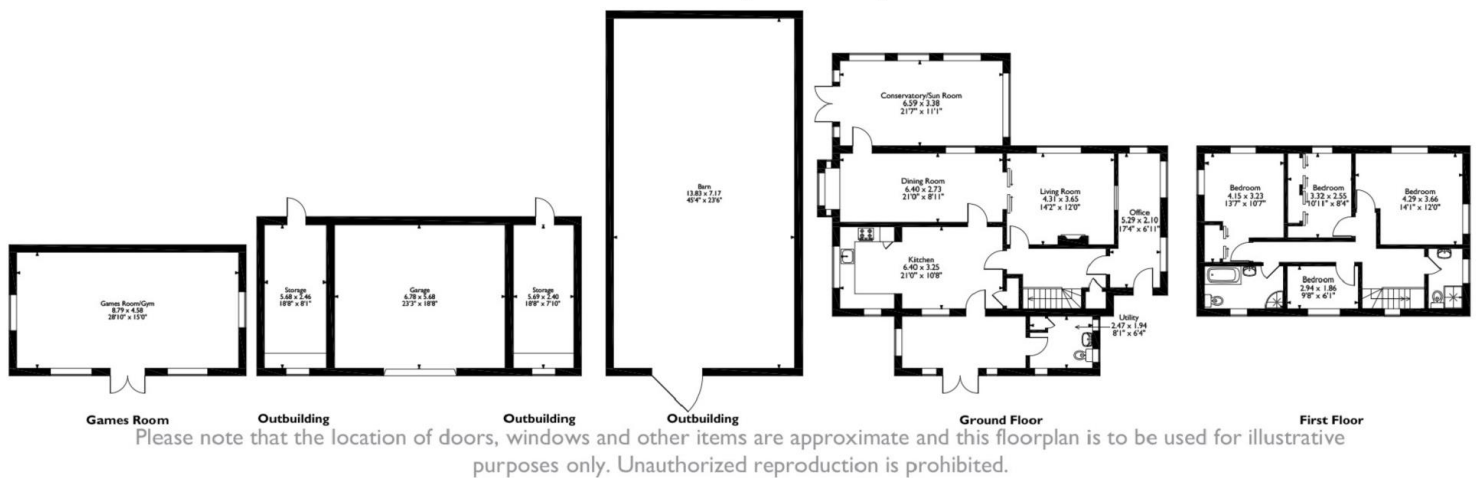 Games Room/Gym
8.79 x 4.58
28'10" x 15'0"
Games Room
Storage
5.68 x 2.46
18'8" x 8'1"
Outbuilding
Garage
6.78 x 5.68
23'3" x 18'8"
Storage
5.69 x 2.40
18'8" x 7'10"
Outbuilding
Barn
13.83 x 7.17
45'4" x 23'6"
Outbuilding
Conservatory/Sun Room
6.59 x 3.38
21'7" x 11'1"
Dining Room
6.40 x 2.73
21'0" x 8'11"
Living Room
4.31 x 3.65
14'2" x 12'0"
Office
5.29 x 2.10
17'4" x 6'11"
Kitchen
6.40 x 3.25
21'0" x 10'8"
Utility
2.47 x 1.94
8'1" x 6'4"
Ground Floor
Bedroom
4.15 x 3.23
13'7" x 10'7"
Bedroom
3.32 x 2.55
10'11" x 8'4"
Bedroom
4.29 x 3.66
14'1" x 12'0"
Bedroom
2.94 x 1.86
9'8" x 6'1"
First Floor
Please note that the location of doors, windows and other items are approximate and this floorplan is to be used for illustrative
purposes only. Unauthorized reproduction is prohibited.